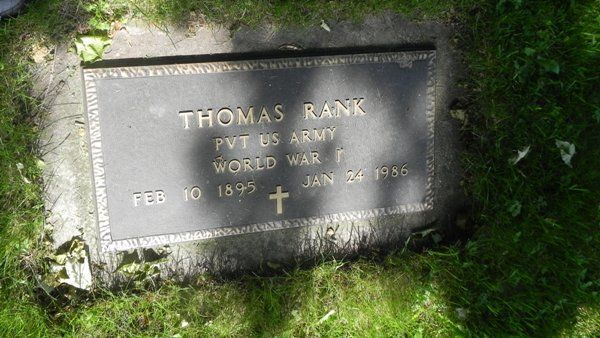 THOMAS RANK
PVT US ARMY
WORLD WAR I
FEB 10 1895 JAN 24 1986